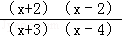 (x+2) (x-2)
(x+3) (x-4)